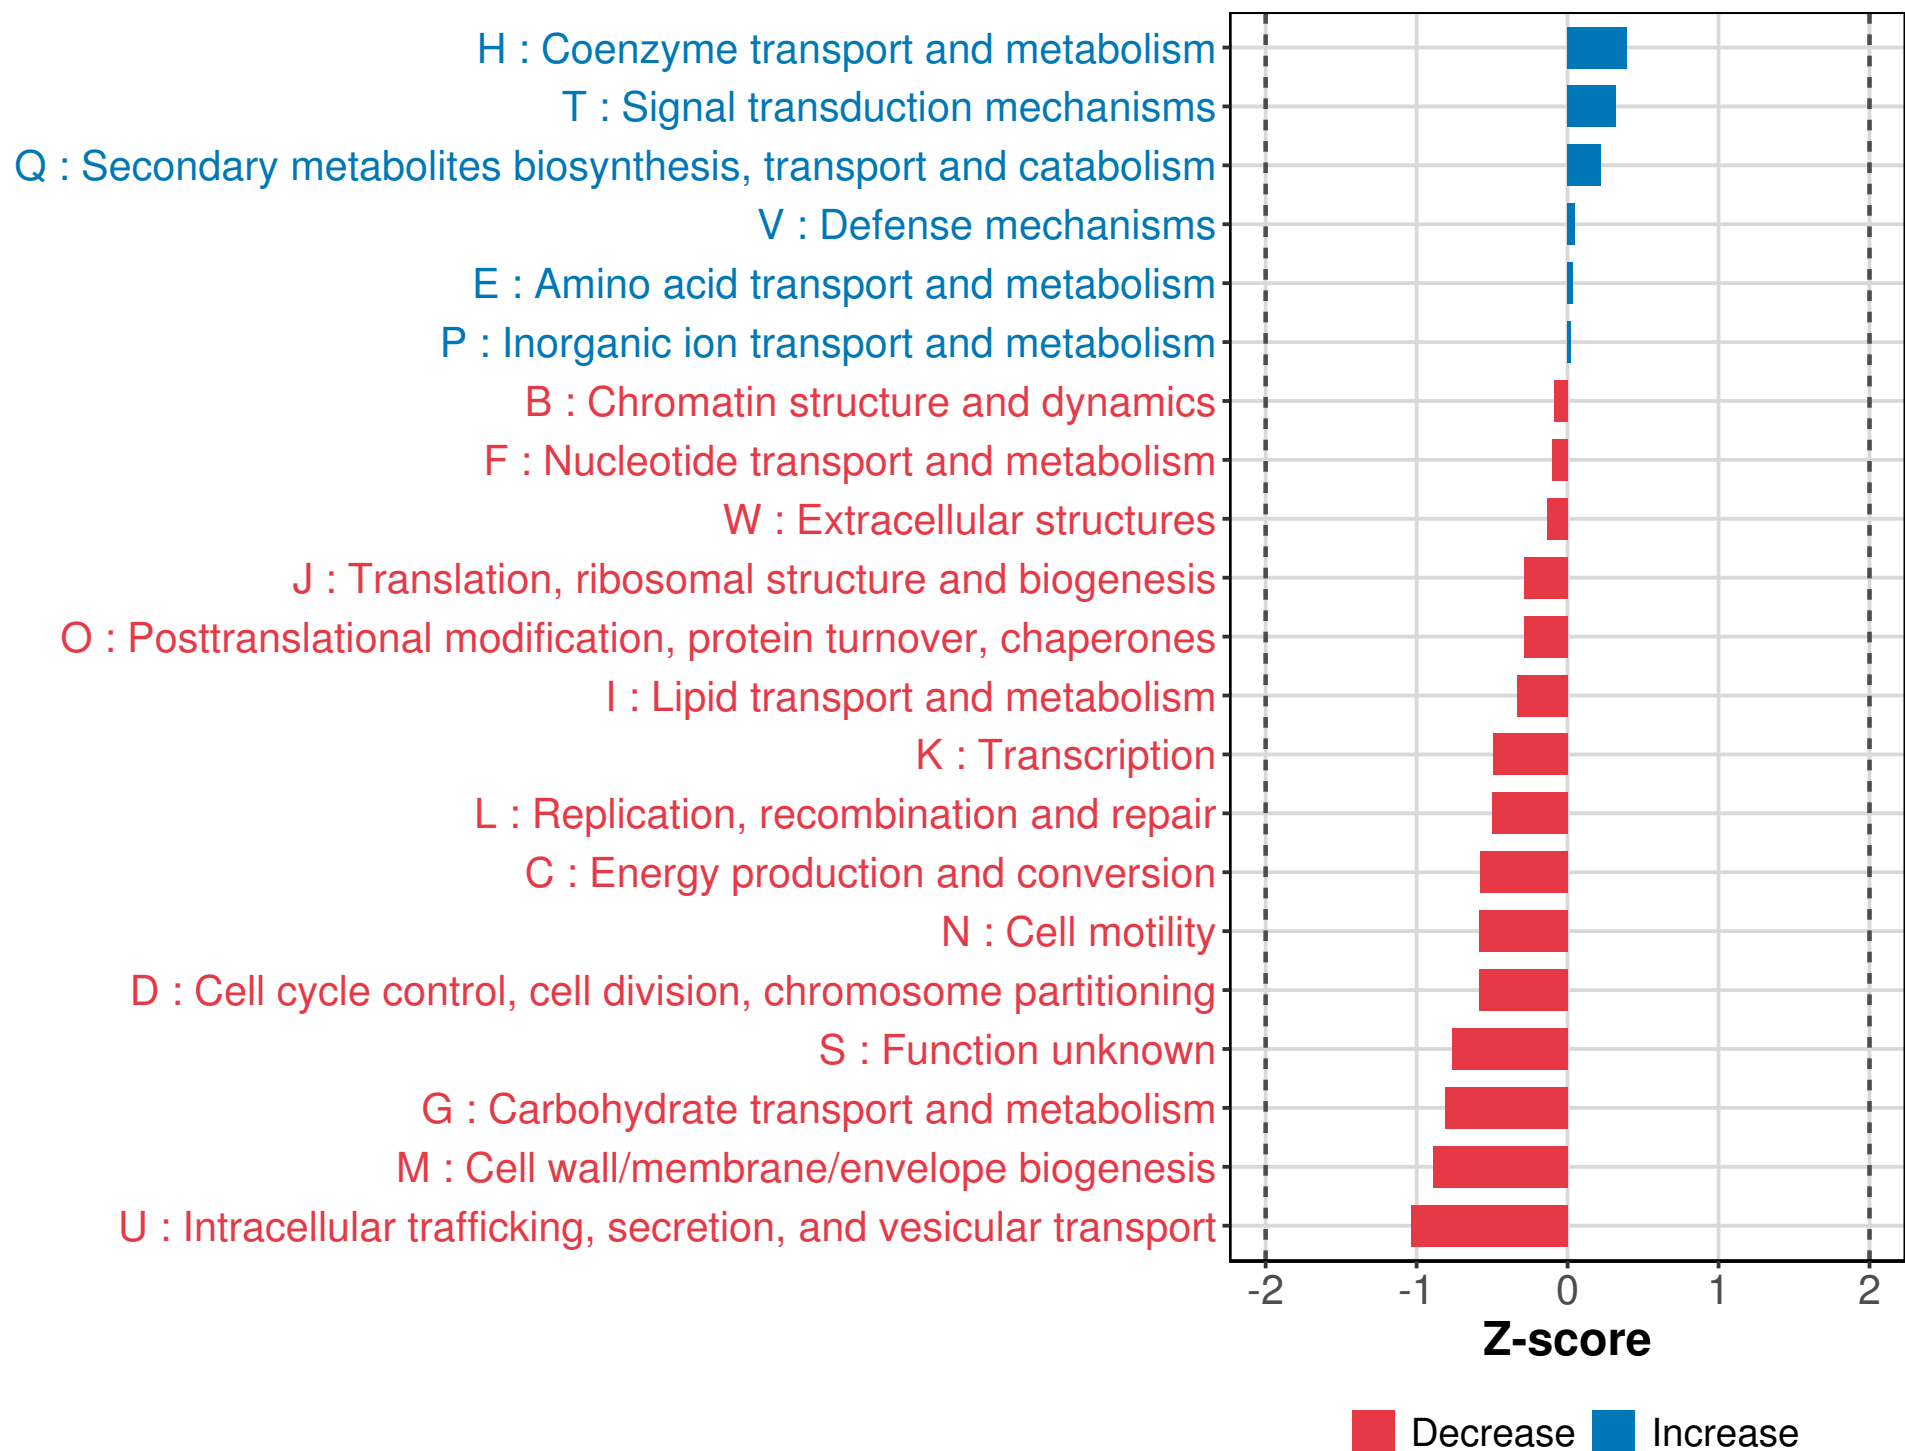 H : Coenzyme transport and metabolism
T : Signal transduction mechanisms
Q : Secondary metabolites biosynthesis, transport and catabolism
V : Defense mechanisms
E : Amino acid transport and metabolism
P : Inorganic ion transport and metabolism
B : Chromatin structure and dynamics
F : Nucleotide transport and metabolism
W : Extracellular structures
J : Translation, ribosomal structure and biogenesis
O : Posttranslational modification, protein turnover, chaperones
I : Lipid transport and metabolism
K : Transcription
L : Replication, recombination and repair
C : Energy production and conversion
N : Cell motility
D : Cell cycle control, cell division, chromosome partitioning
S : Function unknown
G : Carbohydrate transport and metabolism
M : Cell wall/membrane/envelope biogenesis
U : Intracellular trafficking, secretion, and vesicular transport
-2 -1 0 1 2
Z-score
Decrease Increase